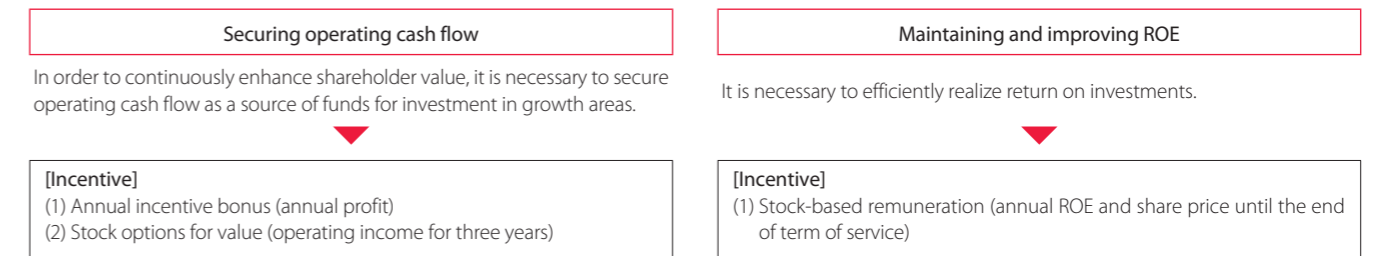 Securing operating cash flow
In order to continuously enhance shareholder value, it is necessary to secure
operating cash flow as a source of funds for investment in growth areas.
[Incentive]
(1) Annual incentive bonus (annual profit)
(2) Stock options for value (operating income for three years)
Maintaining and improving ROE
It is necessary to efficiently realize return on investments.
[Incentive]
(1) Stock-based remuneration (annual ROE and share price until the end
of term of service)